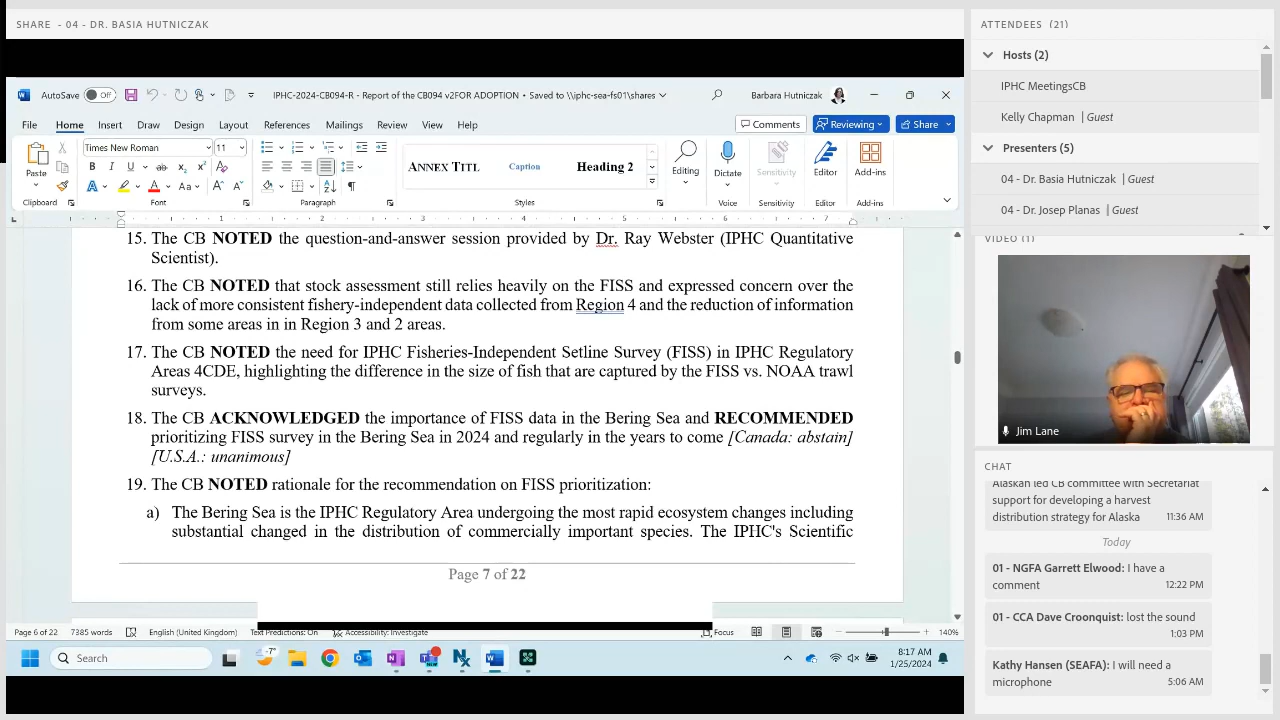 SHARE - 04 - DR. BASIA HUTNICZAK
AutoSave Off
IPHC-2024-CB094-R - Report of the CB094 v2FOR ADOPTION • Saved to \\iphc-sea-fs01\shares
Barbara Hutniczak
File Home Insert Draw Design Layout References Mailings Review View Help
Comments Reviewing Share
Paste
Times New Roman 11
ANNEX TITL Caption Heading 2
Editing Dictate Sensitivity Editor Add-ins
Clipboard Font Paragraph Styles Voice Sensitivity Editor Add-ins
1 1 2 3 4 5 6 7
15. The CB NOTED the question-and-answer session provided by Dr. Ray Webster (IPHC Quantitative
Scientist).
16. The CB NOTED that stock assessment still relies heavily on the FISS and expressed concern over the
lack of more consistent fishery-independent data collected from Region 4 and the reduction of information
from some areas in in Region 3 and 2 areas.
17. The CB NOTED the need for IPHC Fisheries-Independent Setline Survey (FISS) in IPHC Regulatory
Areas 4CDE, highlighting the difference in the size of fish that are captured by the FISS vs. NOAA trawl
surveys.
18. The CB ACKNOWLEDGED the importance of FISS data in the Bering Sea and RECOMMENDED
prioritizing FISS survey in the Bering Sea in 2024 and regularly in the years to come [Canada: abstain]
[U.S.A.: unanimous]
19. The CB NOTED rationale for the recommendation on FISS prioritization:
a) The Bering Sea is the IPHC Regulatory Area undergoing the most rapid ecosystem changes including
substantial changed in the distribution of commercially important species. The IPHC's Scientific
Page 7 of 22
Page 6 of 22 7385 words English (United Kingdom) Text Predictions: On Accessibility: Investigate Focus 140%
Search
-7°
8:17 AM
1/25/2024
ATTENDEES (21)
Hosts (2)
IPHC MeetingsCB
Kelly Chapman | Guest
Presenters (5)
04 - Dr. Basia Hutniczak | Guest
04 - Dr. Josep Planas | Guest
VIDEO (1)
Jim Lane
CHAT
Alaskan led CB committee with Secretariat
support for developing a harvest
distribution strategy for Alaska 11:36 AM
Today
01 - NGFA Garrett Elwood: I have a
comment 12:22 PM
01 - CCA Dave Croonquist: lost the sound
1:03 PM
Kathy Hansen (SEAFA): I will need a
microphone 5:06 AM